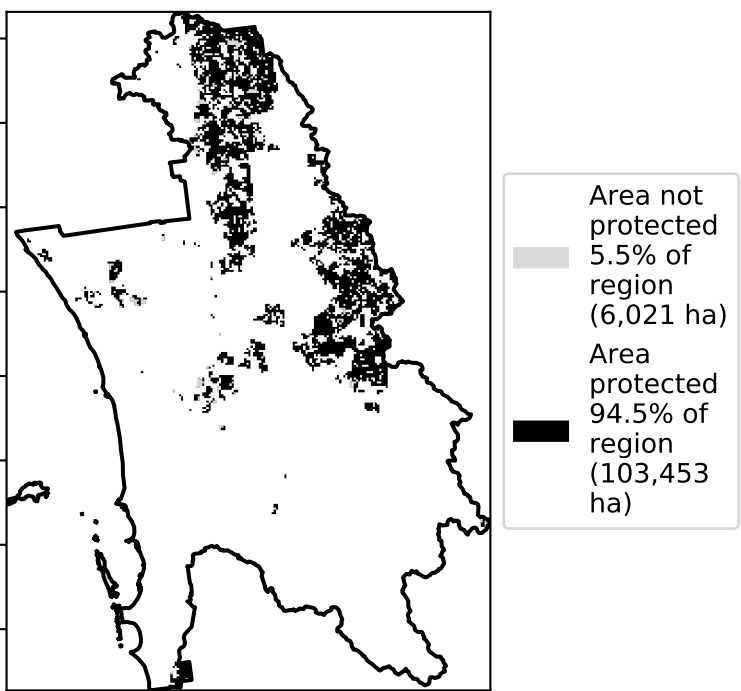 Area not
protected
5.5% of
region
(6,021 ha)
Area
protected
94.5% of
region
(103,453
ha)